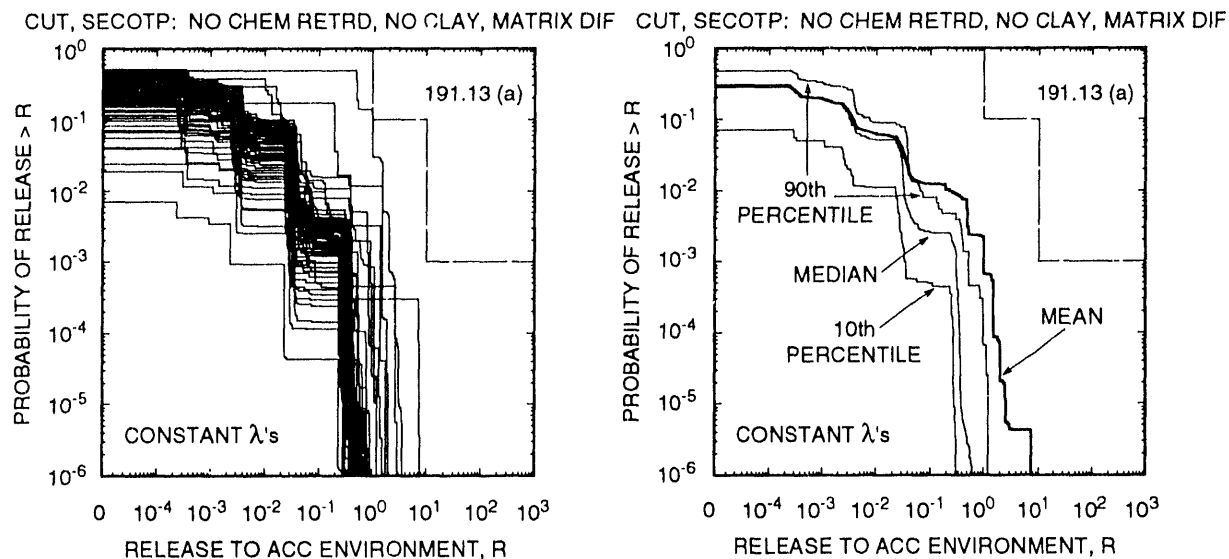 CUT, SECOTP: NO CHEM RETRD, NO CLAY, MATRIX DIF
10^0
10^-1
10^-2
10^-3
10^-4
10^-5
10^-6
PROBABILITY OF RELEASE > R
191.13 (a)
CONSTANT λ's
0 10^-4 10^-3 10^-2 10^-1 10^0 10^1 10^2 10^3
RELEASE TO ACC ENVIRONMENT, R
CUT, SECOTP: NO CHEM RETRD, NO CLAY, MATRIX DIF
10^0
10^-1
10^-2
10^-3
10^-4
10^-5
10^-6
PROBABILITY OF RELEASE > R
191.13 (a)
90th
PERCENTILE
MEDIAN
10th
PERCENTILE
MEAN
CONSTANT λ's
0 10^-4 10^-3 10^-2 10^-1 10^0 10^1 10^2 10^3
RELEASE TO ACC ENVIRONMENT, R